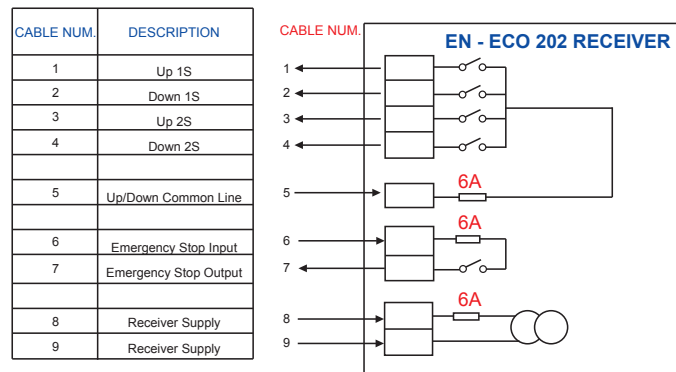 CABLE NUM. DESCRIPTION
1 Up 1S
2 Down 1S
3 Up 2S
4 Down 2S
5 Up/Down Common Line
6 Emergency Stop Input
7 Emergency Stop Output
8 Receiver Supply
9 Receiver Supply
CABLE NUM.
EN - ECO 202 RECEIVER
1
2
3
4
5
6A
6
6A
7
6A
8
9